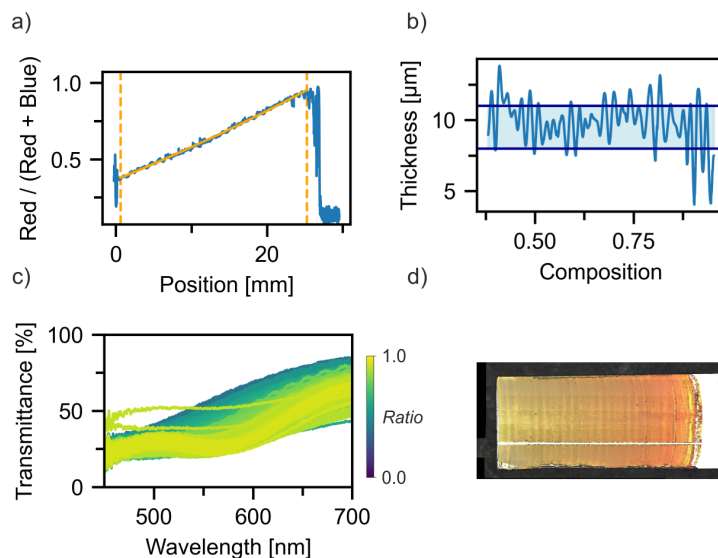 a)
Red / (Red + Blue)
1.0
0.5
0
20
Position [mm]
b)
Thickness [μm]
10
5
0.50
0.75
Composition
c)
Transmittance [%]
100
50
0
500
600
700
Wavelength [nm]
1.0
Ratio
0.0
d)